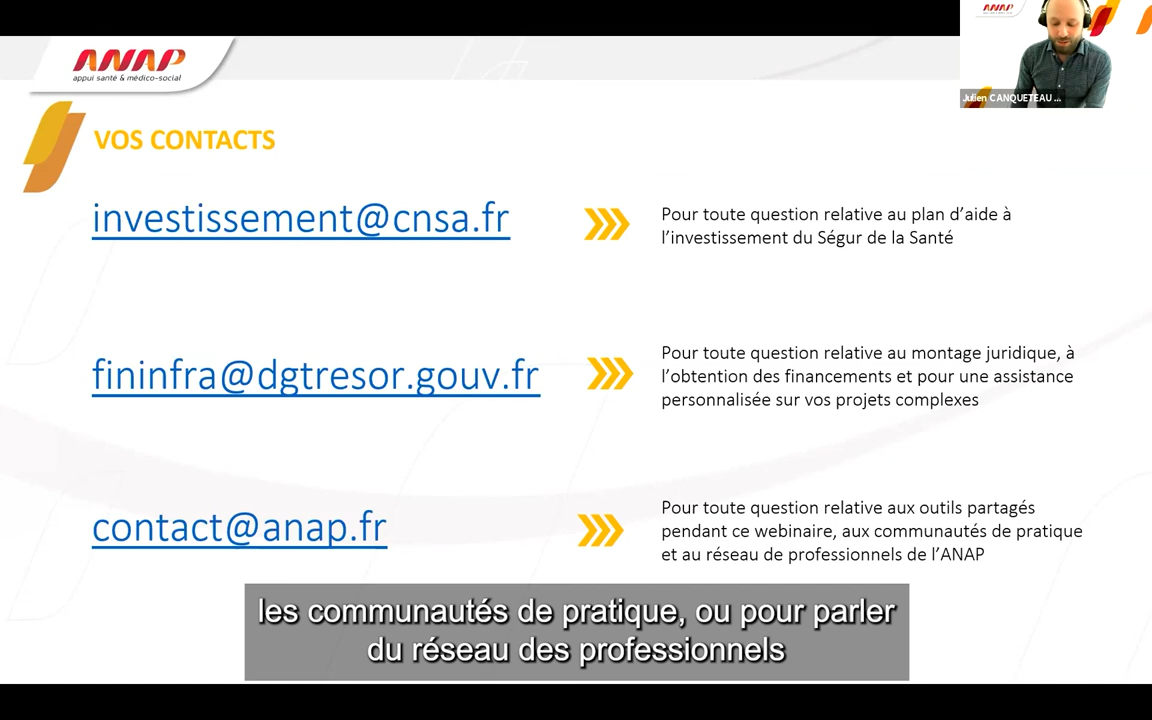 ANAP
appui santé & médico-social
ANAP
Julien CANQUETEAU ...
VOS CONTACTS
investissement@cnsa.fr
Pour toute question relative au plan d’aide à
l’investissement du Ségur de la Santé
fininfra@dgtresor.gouv.fr
Pour toute question relative au montage juridique, à
l’obtention des financements et pour une assistance
personnalisée sur vos projets complexes
contact@anap.fr
Pour toute question relative aux outils partagés
pendant ce webinaire, aux communautés de pratique
et au réseau de professionnels de l’ANAP
les communautés de pratique, ou pour parler
du réseau des professionnels